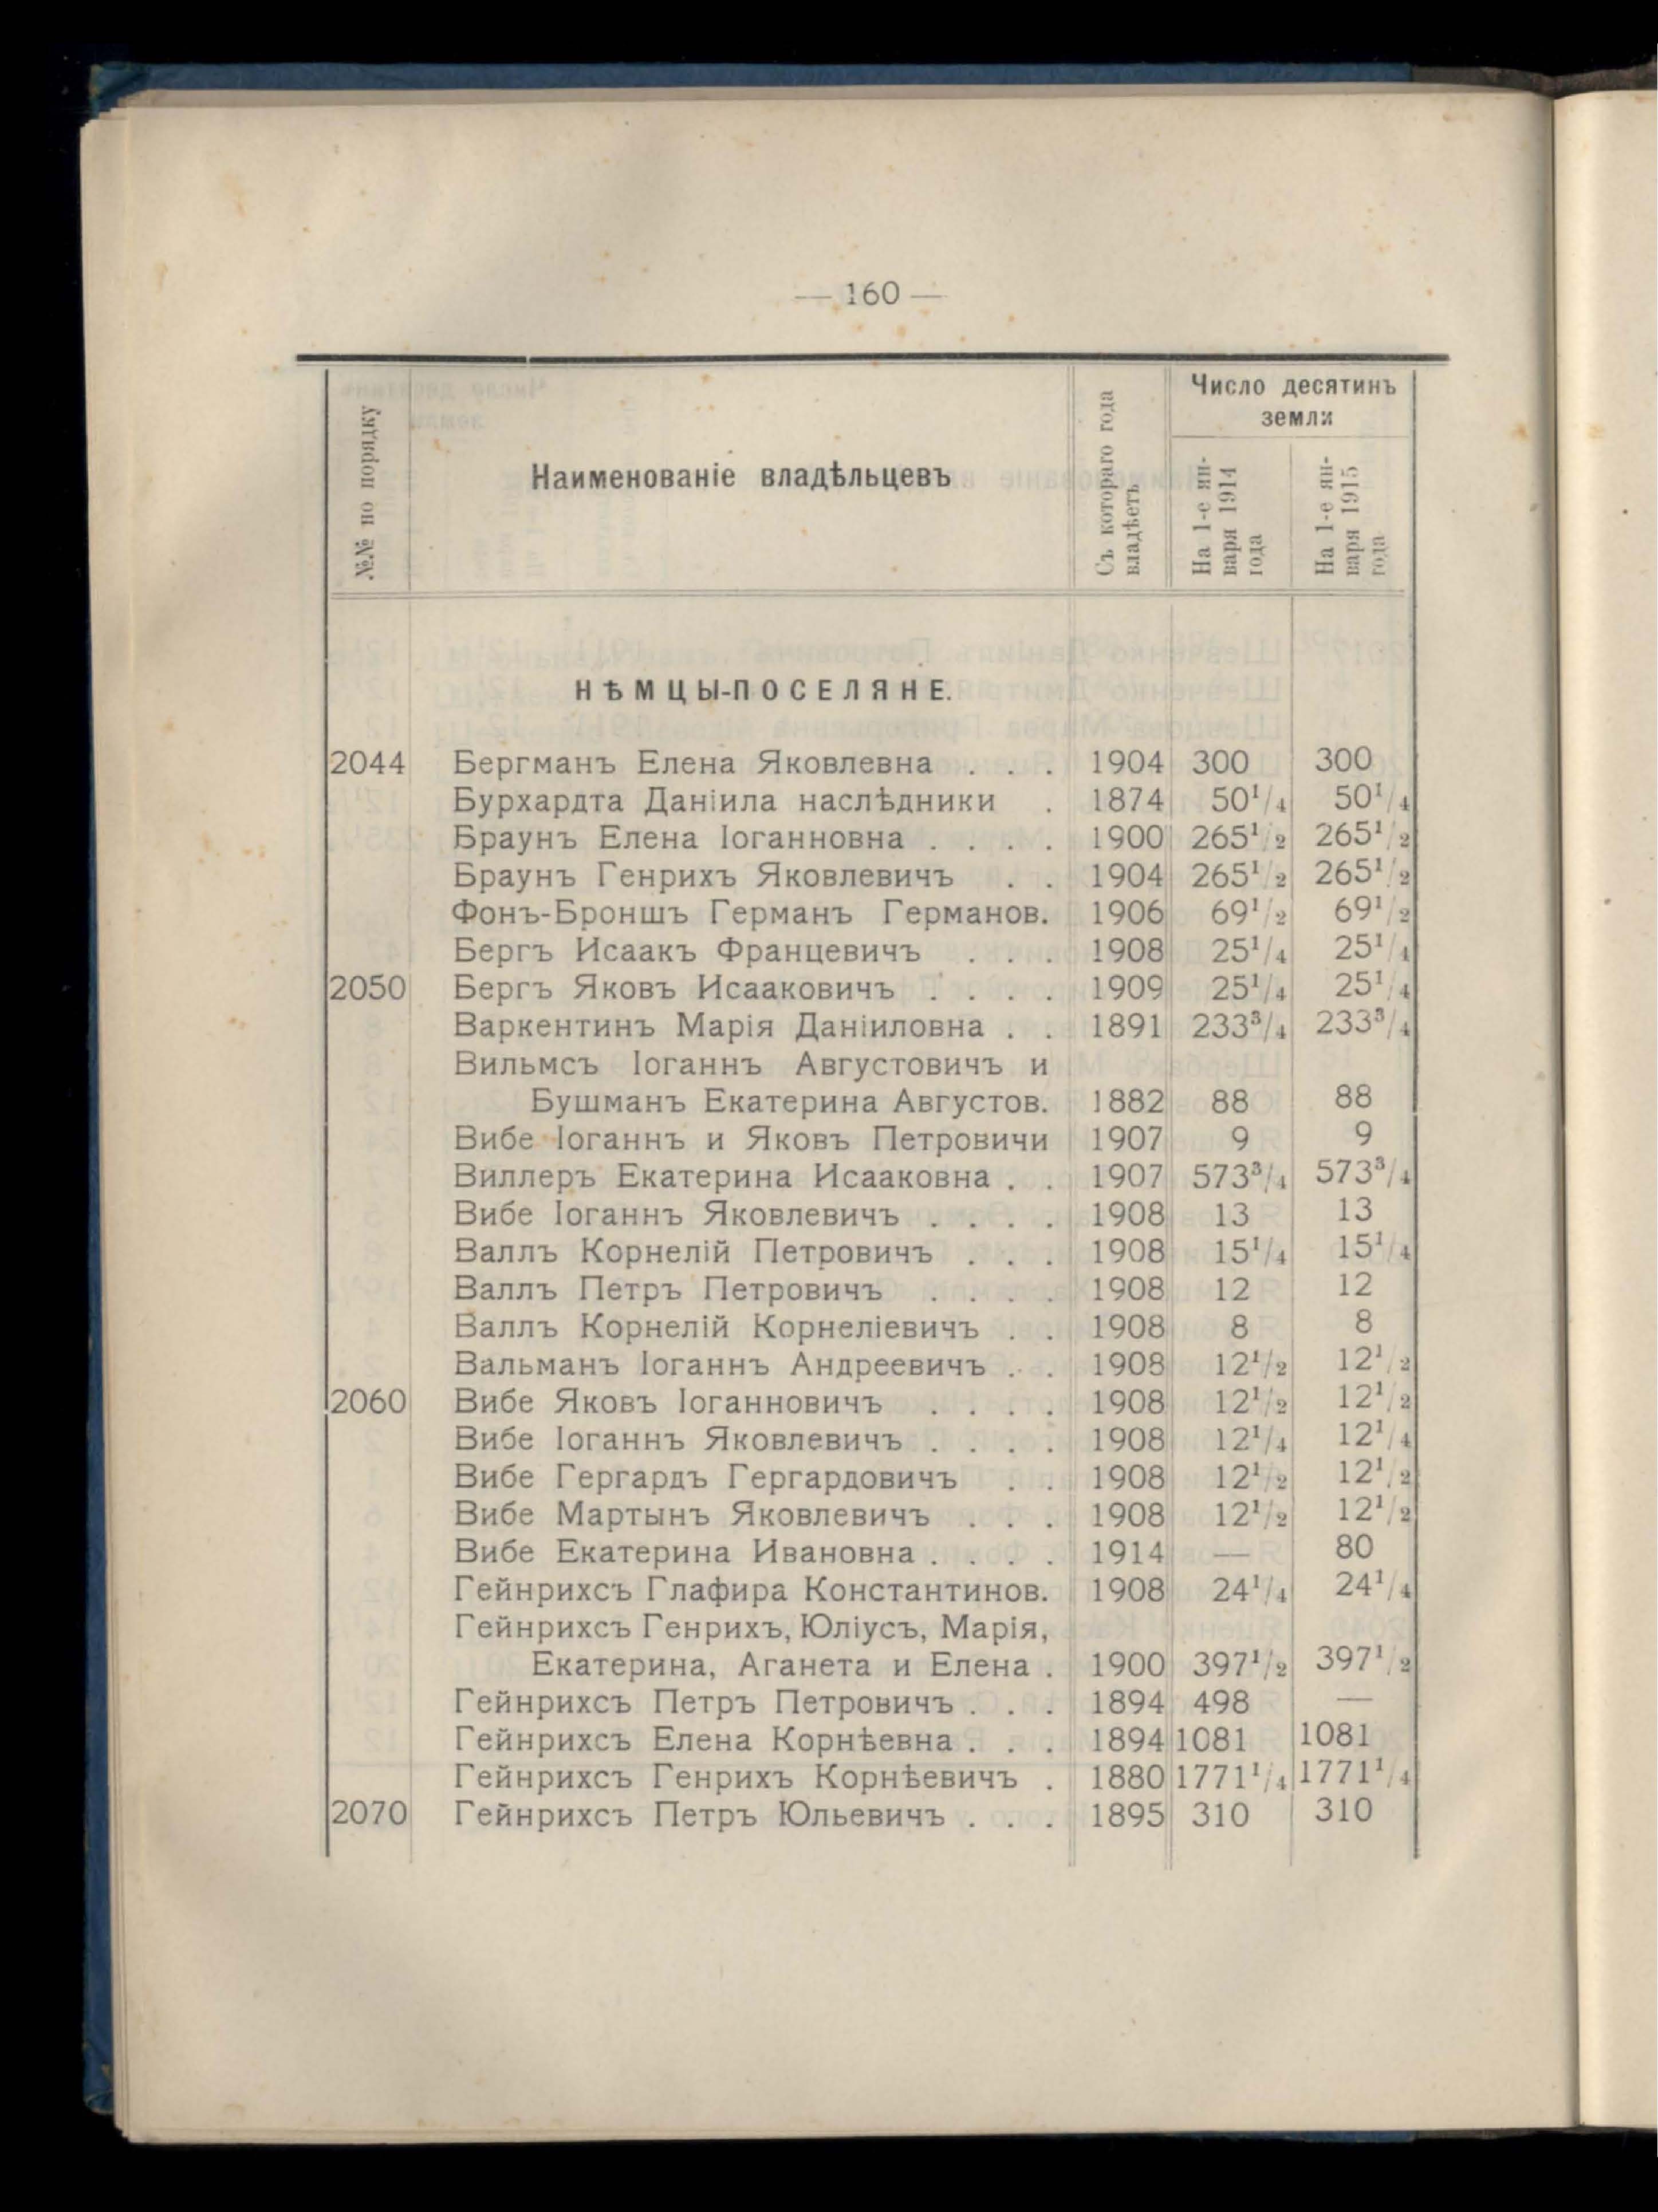 — 160 —
№№ по порядку
Наименованіе владѣльцевъ
Съ котораго года владѣетъ
Число десятинъ земли
На 1-е января 1914 года
На 1-е января 1915 года
НѢМЦЫ-ПОСЕЛЯНЕ.
2044 Бергманъ Елена Яковлевна . . . 1904 300 300
Бурхардта Даніила наслѣдники . 1874 50¹/₄ 50¹/₄
Браунъ Елена Іоганновна . . . . 1900 265¹/₂ 265¹/₂
Браунъ Генрихъ Яковлевичъ . . 1904 265¹/₂ 265¹/₂
Фонъ-Броншъ Германъ Германов. 1906 69¹/₂ 69¹/₂
Бергъ Исаакъ Францевичъ . . . 1908 25¹/₄ 25¹/₄
2050 Бергъ Яковъ Исааковичъ . . . . 1909 25¹/₄ 25¹/₄
Варкентинъ Марія Даніиловна . . 1891 233³/₄ 233³/₄
Вильмсъ Іоганнъ Августовичъ и
Бушманъ Екатерина Августов. 1882 88 88
Вибе Іоганнъ и Яковъ Петровичи 1907 9 9
Виллеръ Екатерина Исааковна . . 1907 573³/₄ 573³/₄
Вибе Іоганнъ Яковлевичъ . . . . 1908 13 13
Валлъ Корнелій Петровичъ . . . 1908 15¹/₄ 15¹/₄
Валлъ Петръ Петровичъ . . . . 1908 12 12
Валлъ Корнелій Корнеліевичъ . . 1908 8 8
Вальманъ Іоганнъ Андреевичъ . . 1908 12¹/₂ 12¹/₂
2060 Вибе Яковъ Іоганновичъ . . . . 1908 12¹/₂ 12¹/₂
Вибе Іоганнъ Яковлевичъ . . . . 1908 12¹/₄ 12¹/₄
Вибе Гергардъ Гергардовичъ . . 1908 12¹/₂ 12¹/₂
Вибе Мартынъ Яковлевичъ . . . 1908 12¹/₂ 12¹/₂
Вибе Екатерина Ивановна . . . . 1914 — 80
Гейнрихсъ Глафира Константинов. 1908 24¹/₄ 24¹/₄
Гейнрихсъ Генрихъ, Юліусъ, Марія,
Екатерина, Аганета и Елена . 1900 397¹/₂ 397¹/₂
Гейнрихсъ Петръ Петровичъ . . . 1894 498 —
Гейнрихсъ Елена Корнѣевна . . . 1894 1081 1081
Гейнрихсъ Генрихъ Корнѣевичъ . 1880 1771¹/₄ 1771¹/₄
2070 Гейнрихсъ Петръ Юльевичъ . . . 1895 310 310